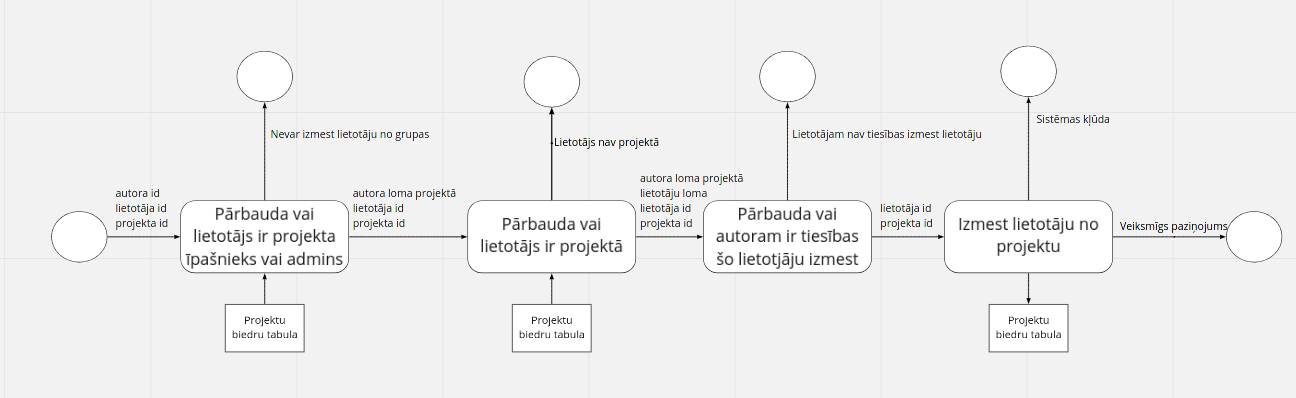 autora id
lietotāja id
projekta id
Pārbauda vai
lietotājs ir projekta
īpašnieks vai admins
Nevar izmest lietotāju no grupas
Projektu
biedru tabula
autora loma projektā
lietotāja id
projekta id
Pārbauda vai
lietotājs ir projektā
Lietotājs nav projektā
Projektu
biedru tabula
autora loma projektā
lietotāju loma
lietotāja id
projekta id
Pārbauda vai
autoram ir tiesības
šo lietotjāju izmest
Lietotājam nav tiesības izmest lietotāju
lietotāja id
projekta id
Izmest lietotāju no
projektu
Sistēmas kļūda
Projektu
biedru tabula
Veiksmīgs paziņojums